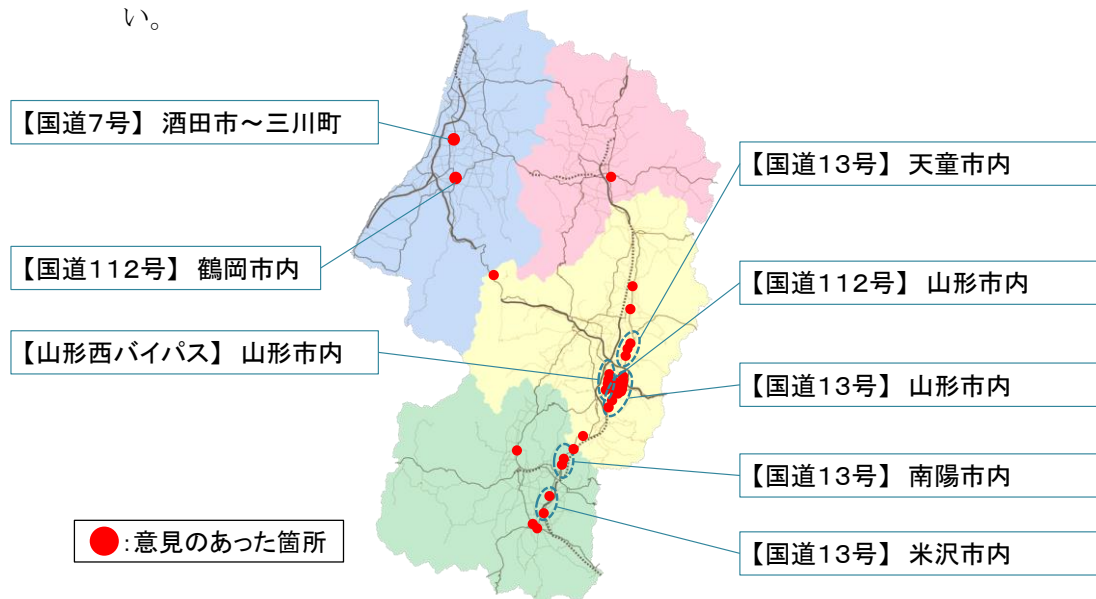 い。
【国道7号】 酒田市~三川町
【国道13号】 天童市内
【国道112号】 鶴岡市内
【国道112号】 山形市内
【山形西バイパス】 山形市内
【国道13号】 山形市内
【国道13号】 南陽市内
●:意見のあった箇所
【国道13号】 米沢市内